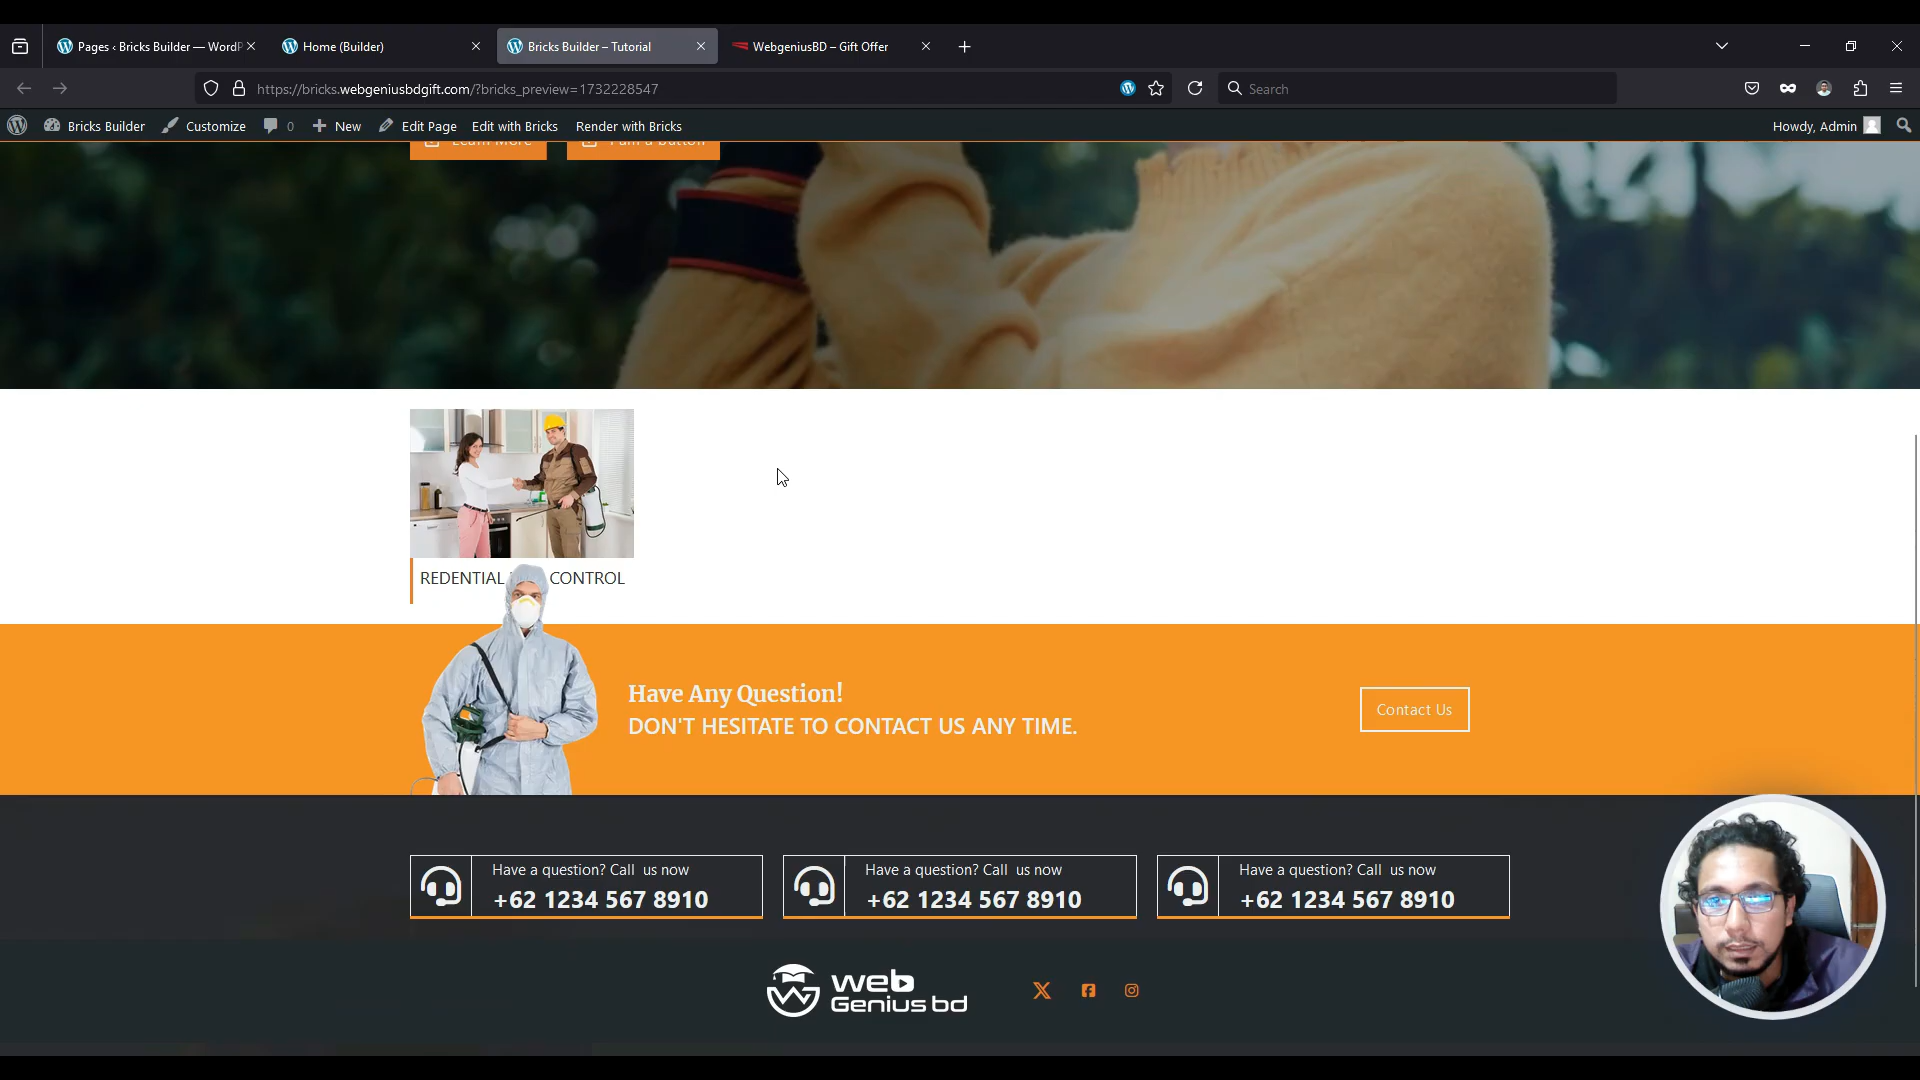 Pages ‹ Bricks Builder — WordP
Home (Builder)
Bricks Builder – Tutorial
WebgeniusBD – Gift Offer
https://bricks.webgeniusbdgift.com/?bricks_preview=1732228547
Search
Bricks Builder
Customize
0
New
Edit Page
Edit with Bricks
Render with Bricks
Howdy, Admin
Learn More
I am a Button
REDENTIAL
CONTROL
Have Any Question!
DON'T HESITATE TO CONTACT US ANY TIME.
Contact Us
Have a question? Call us now
+62 1234 567 8910
Have a question? Call us now
+62 1234 567 8910
Have a question? Call us now
+62 1234 567 8910
web
Genius bd